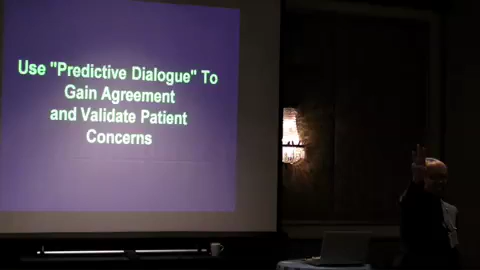 Use "Predictive Dialogue" To
Gain Agreement
and Validate Patient
Concerns